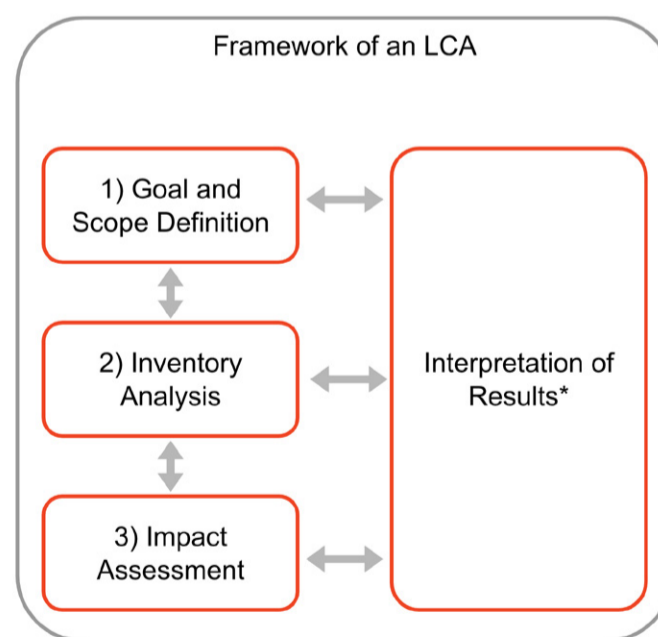 Framework of an LCA
1) Goal and
Scope Definition
2) Inventory
Analysis
3) Impact
Assessment
Interpretation of
Results*